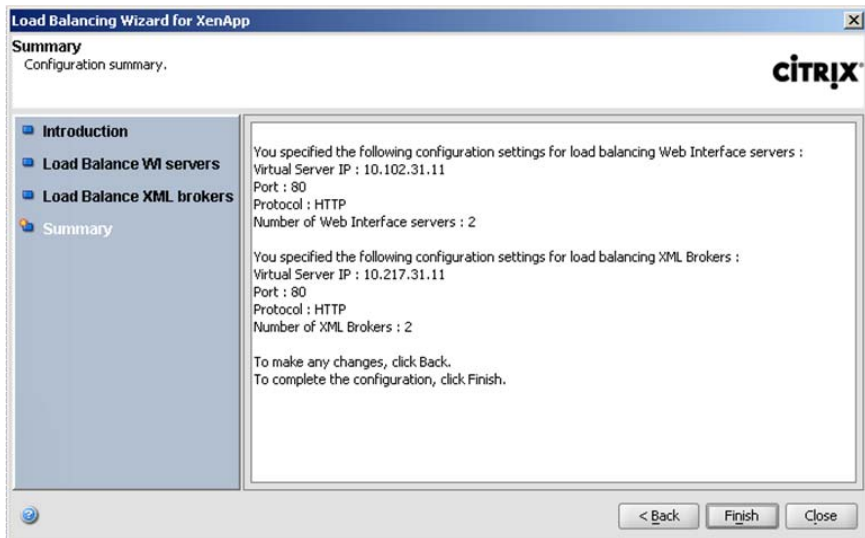 Load Balancing Wizard for XenApp
Summary
Configuration summary.
CİTRIX
Introduction
Load Balance WI servers
Load Balance XML brokers
Summary
You specified the following configuration settings for load balancing Web Interface servers :
Virtual Server IP : 10.102.31.11
Port : 80
Protocol : HTTP
Number of Web Interface servers : 2
You specified the following configuration settings for load balancing XML Brokers :
Virtual Server IP : 10.217.31.11
Port : 80
Protocol : HTTP
Number of XML Brokers : 2
To make any changes, click Back.
To complete the configuration, click Finish.
< Back
Finish
Close